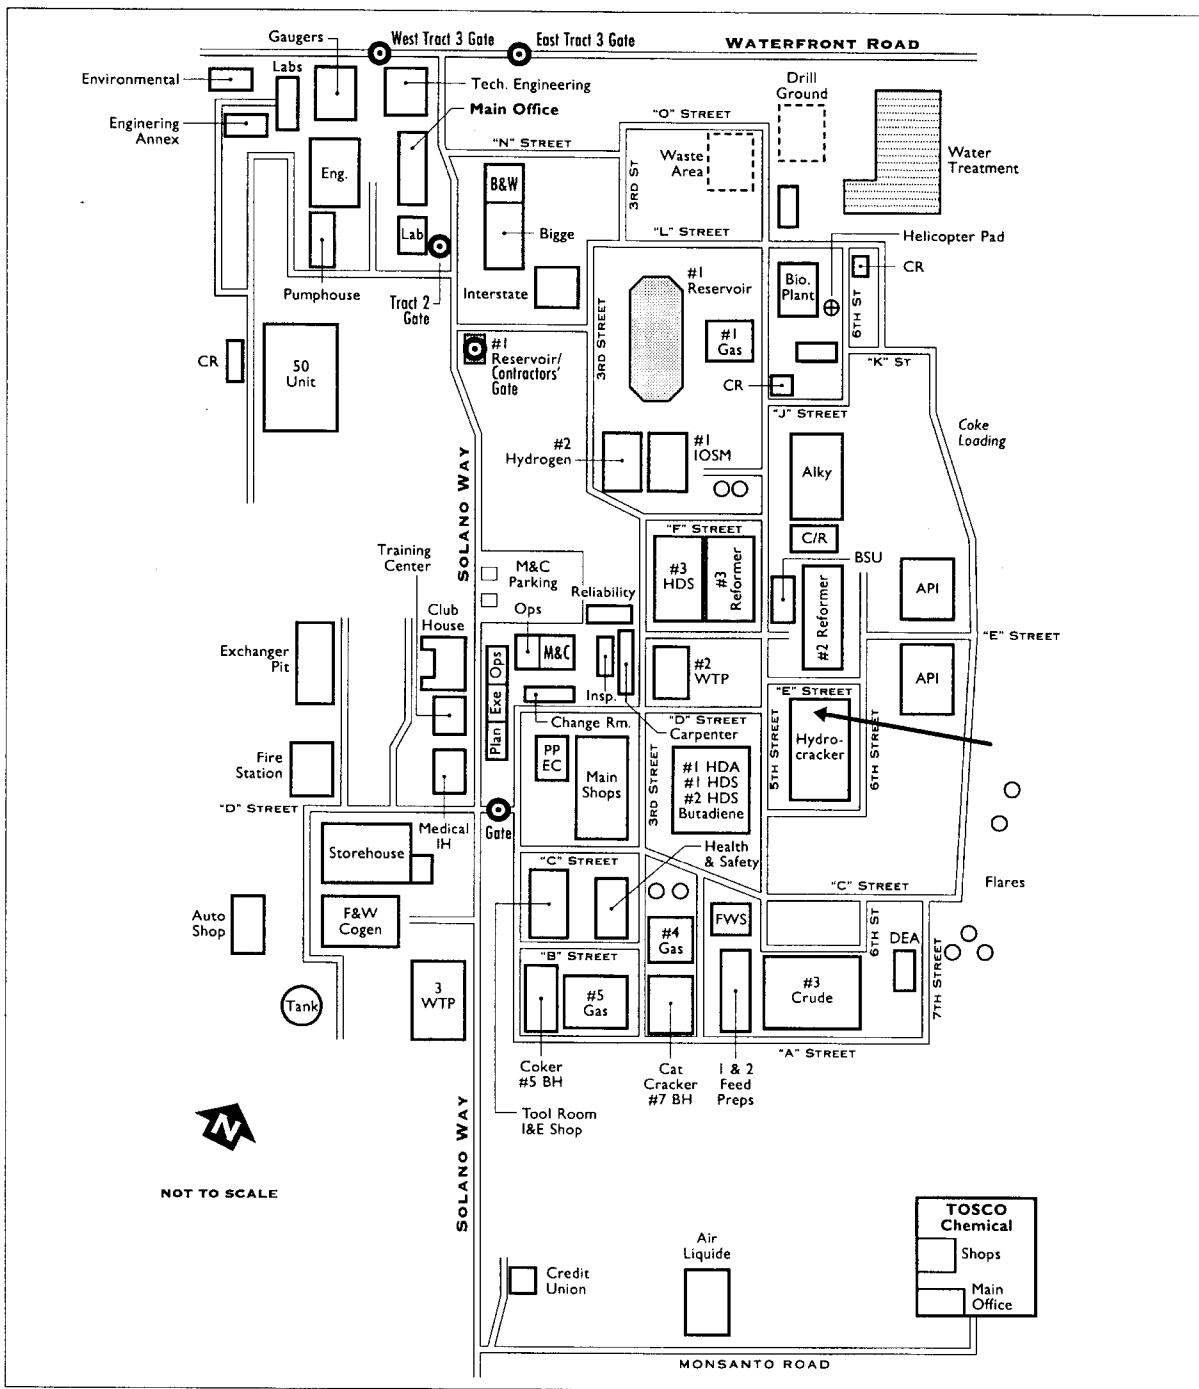 Gaugers
West Tract 3 Gate
East Tract 3 Gate
WATERFRONT ROAD
Environmental
Labs
Tech. Engineering
Drill
Ground
Enginering
Annex
Main Office
"O" STREET
"N" STREET
Waste
Area
Water
Treatment
Eng.
B&W
3RD ST
Lab
Bigge
"L" STREET
Helicopter Pad
CR
Pumphouse
Tract 2
Gate
Interstate
#1
Reservoir
Bio.
Plant
6TH ST
#1
Gas
3RD STREET
CR
50
Unit
#1
Reservoir/
Contractors'
Gate
"K" ST
CR
"J" STREET
Coke
Loading
#2
Hydrogen
#1
IOSM
Alky
SOLANO WAY
"F" STREET
C/R
Training
Center
M&C
Parking
#3
HDS
#3
Reformer
BSU
API
Reliability
Club
House
Ops
#2 Reformer
"E" STREET
Exchanger
Pit
Ops
M&C
Insp.
#2
WTP
API
Exe
Plan
Change Rm.
Carpenter
"D" STREET
"E" STREET
5TH STREET
Hydro-
cracker
6TH STREET
Fire
Station
PP
EC
Main
Shops
3RD STREET
#1 HDA
#1 HDS
#2 HDS
Butadiene
"D" STREET
Medical
IH
Gate
Storehouse
Health
& Safety
"C" STREET
"C" STREET
Flares
Auto
Shop
F&W
Cogen
#4
Gas
FWS
6TH ST
DEA
7TH STREET
"B" STREET
Tank
3
WTP
#5
Gas
#3
Crude
"A" STREET
Coker
#5 BH
Cat
Cracker
#7 BH
1 & 2
Feed
Preps
Tool Room
I&E Shop
N
NOT TO SCALE
SOLANO WAY
TOSCO
Chemical
Shops
Main
Office
Air
Liquide
Credit
Union
MONSANTO ROAD